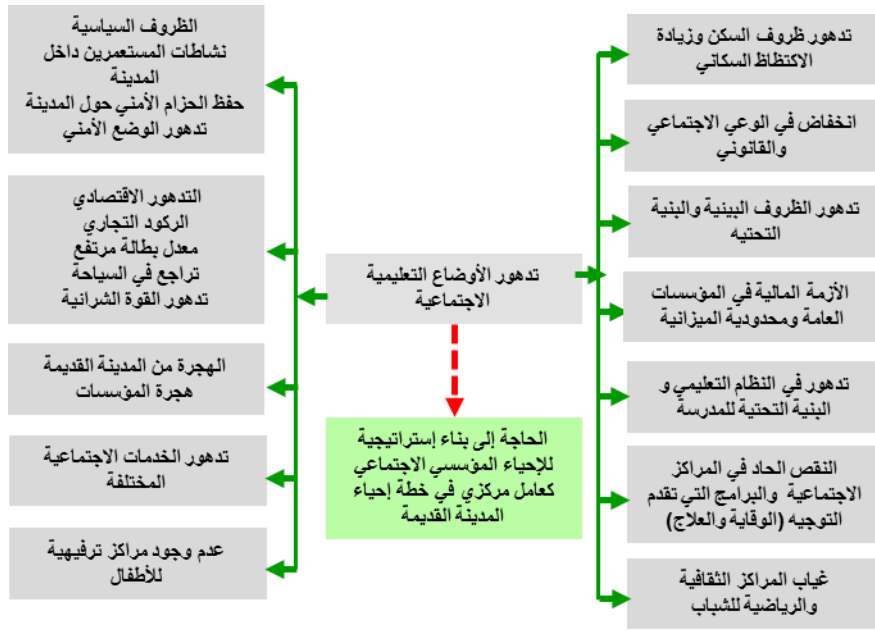 تدهور ظروف السكن وزيادة
الاكتظاظ السكاني
انخفاض في الوعي الاجتماعي
والقانوني
تدهور الظروف البيئية والبنية
التحتيه
الأزمة المالية في المؤسسات
العامة ومحدودية الميزانية
تدهور في النظام التعليمي و
البنية التحتية للمدرسة
النقص الحاد في المراكز
الاجتماعية والبرامج التي تقدم
التوجيه (الوقاية والعلاج)
غياب المراكز الثقافية
والرياضية للشباب
تدهور الأوضاع التعليمية
الاجتماعية
الحاجة إلى بناء إستراتيجية
للإحياء المؤسسي الاجتماعي
كعامل مركزي في خطة إحياء
المدينة القديمة
الظروف السياسية
نشاطات المستعمرين داخل
المدينة
حفظ الحزام الأمني حول المدينة
تدهور الوضع الأمني
التدهور الاقتصادي
الركود التجاري
معدل بطالة مرتفع
تراجع في السياحة
تدهور القوة الشرائية
الهجرة من المدينة القديمة
هجرة المؤسسات
تدهور الخدمات الاجتماعية
المختلفة
عدم وجود مراكز ترفيهية
للأطفال